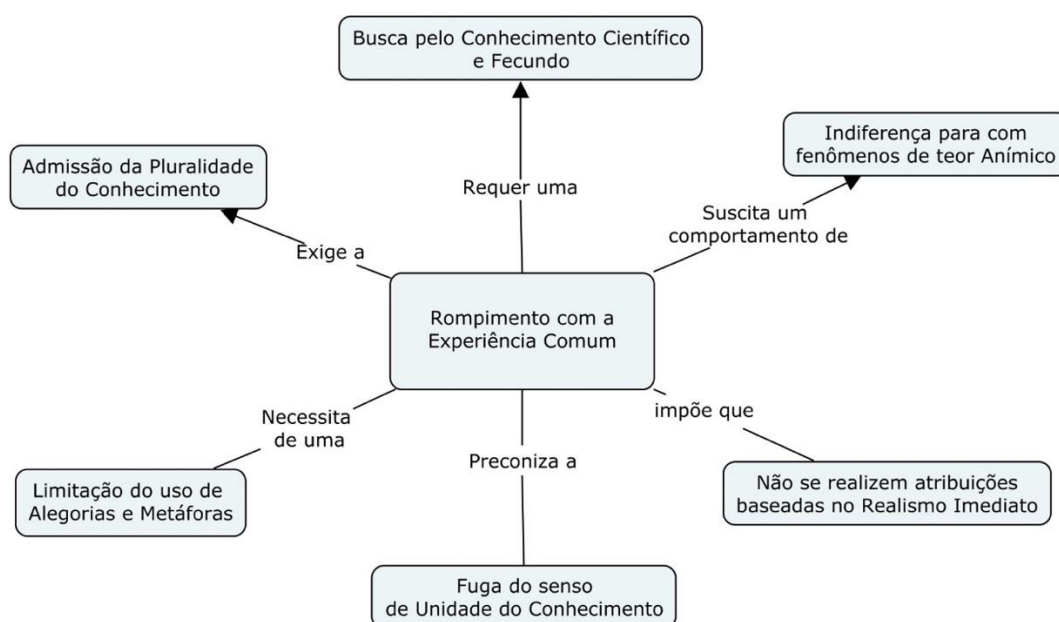 Busca pelo Conhecimento Científico
e Fecundo
Indiferença para com
fenômenos de teor Anímico
Admissão da Pluralidade
do Conhecimento
Requer uma
Suscita um
comportamento de
Exige a
Rompimento com a
Experiência Comum
Necessita
de uma
impõe que
Preconiza a
Limitação do uso de
Alegorias e Metáforas
Não se realizem atribuições
baseadas no Realismo Imediato
Fuga do senso
de Unidade do Conhecimento